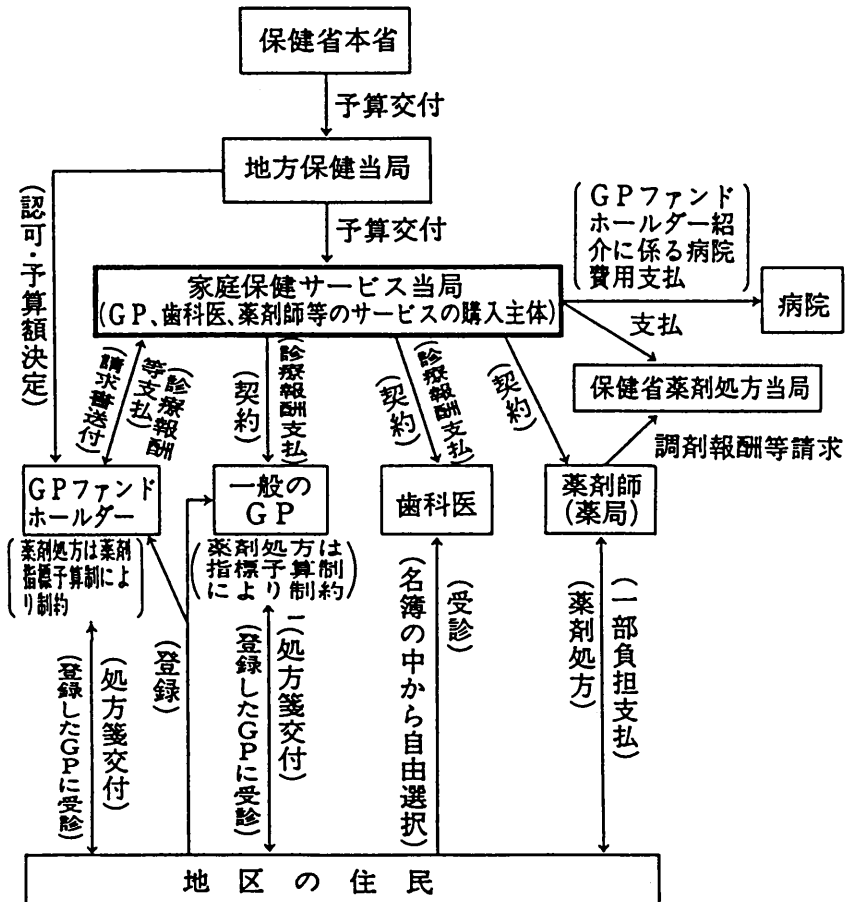 保健省本省
予算交付
地方保健当局
予算交付
(認可・予算額決定)
家庭保健サービス当局
(GP、歯科医、薬剤師等のサービスの購入主体)
(GPファンド
ホールダー紹
介に係る病院
費用支払)
病院
支払
保健省薬剤処方当局
調剤報酬等請求
(請求書送付)
(診療報酬
等支払)
(契約)
(診療報酬支払)
(契約)
(診療報酬支払)
(契約)
GPファンド
ホールダー
(薬剤処方は薬剤
指標予算制によ
り制約)
一般の
GP
(薬剤処方は
指標予算制
により制約)
歯科医
薬剤師
(薬局)
(登録したGPに受診)
(処方箋交付)
(登録)
(登録したGPに受診)
(処方箋交付)
(名簿の中から自由選択)
(受診)
(薬剤処方)
(一部負担支払)
地区の住民